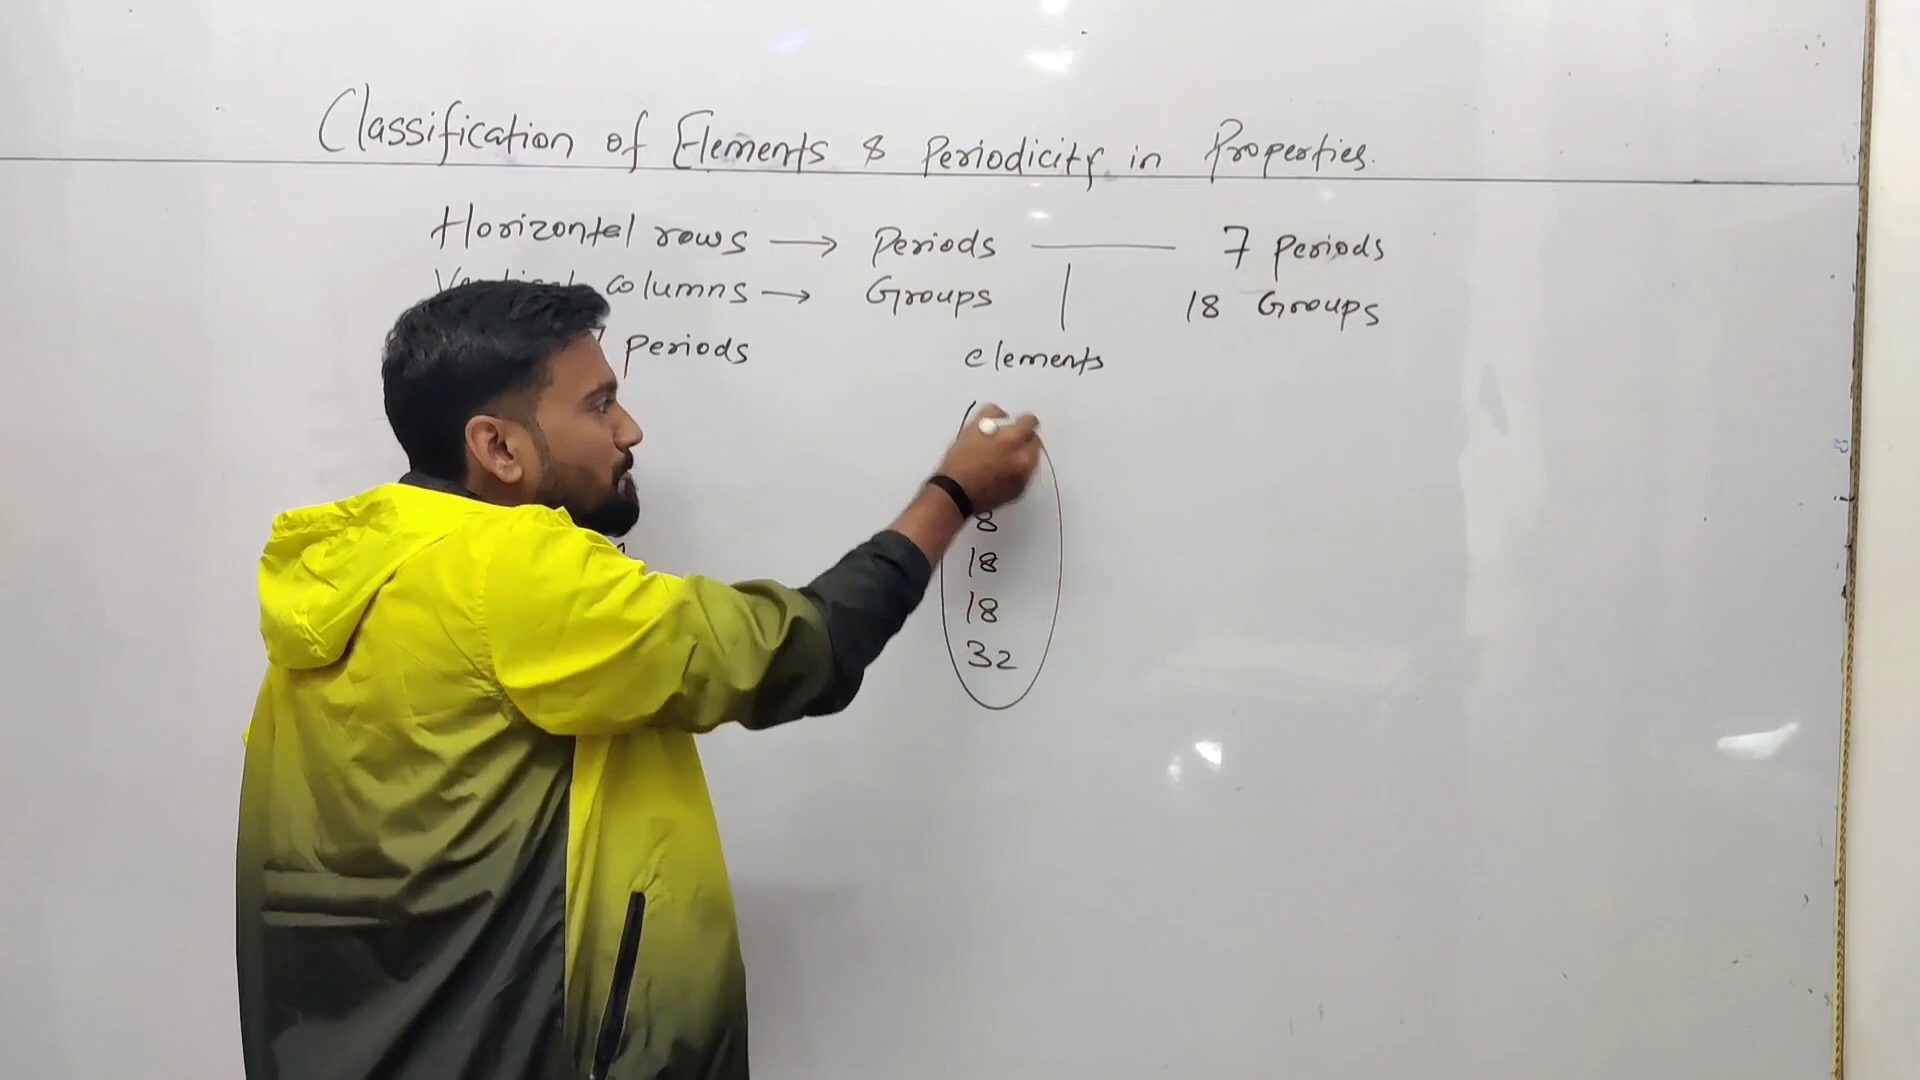 Classification of Elements & Periodicity in Properties.
Horizontal rows → Periods — 7 periods
Vertical columns → Groups | 18 Groups
periods elements
8
18
18
32